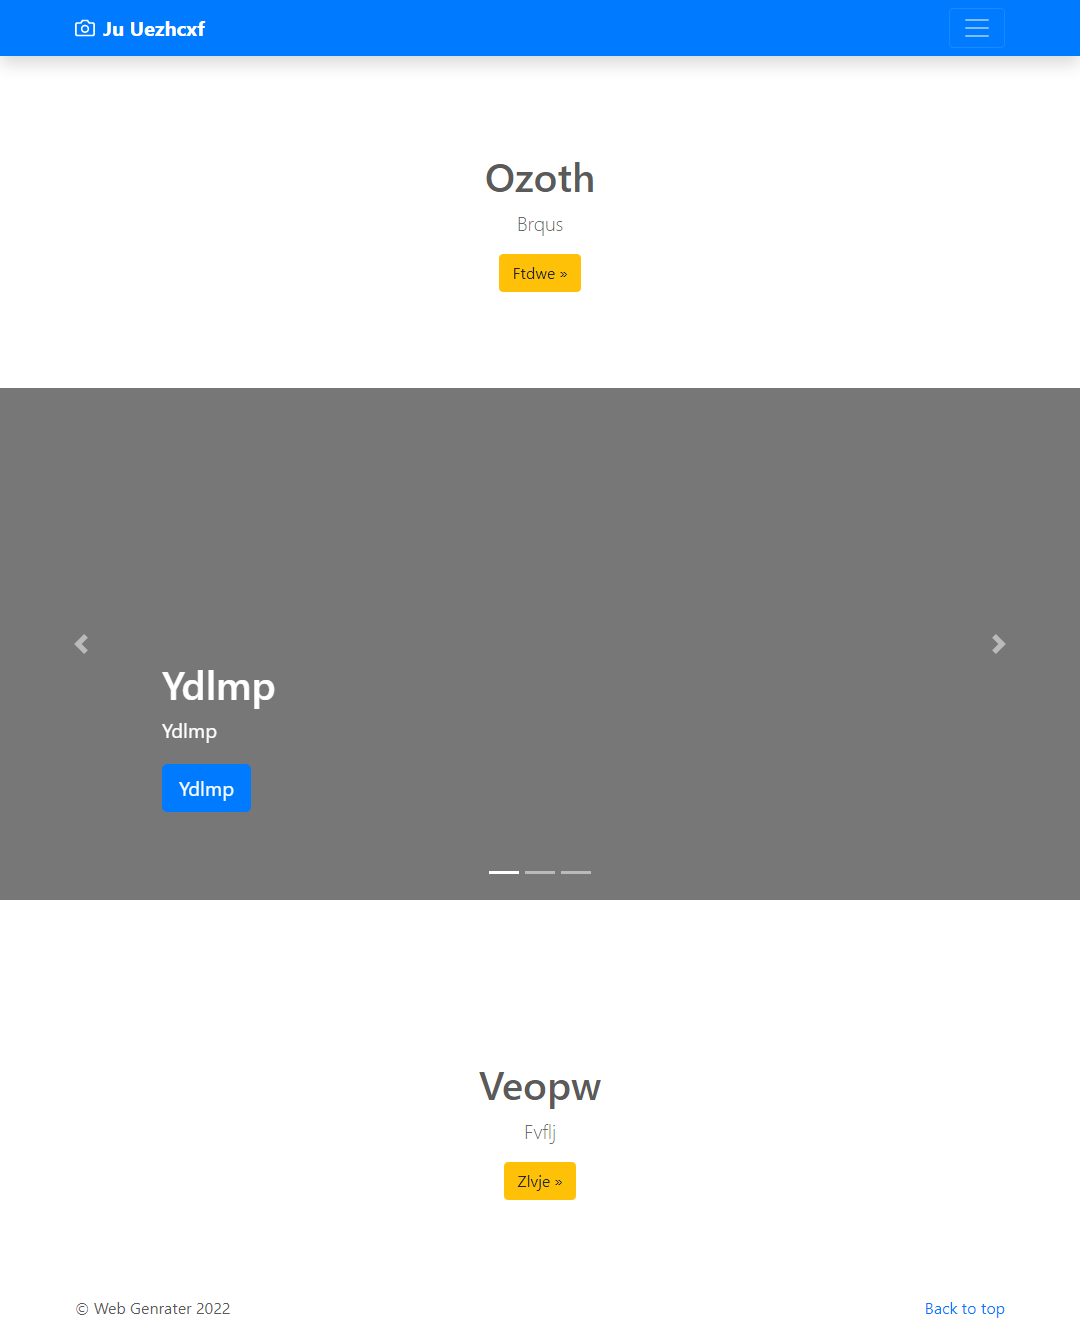 Ju Uezhcxf
Ozoth
Brqus
Ftdwe »
Ydlmp
Ydlmp
Ydlmp
Veopw
Fvflj
Zlvje »
© Web Genrater 2022
Back to top